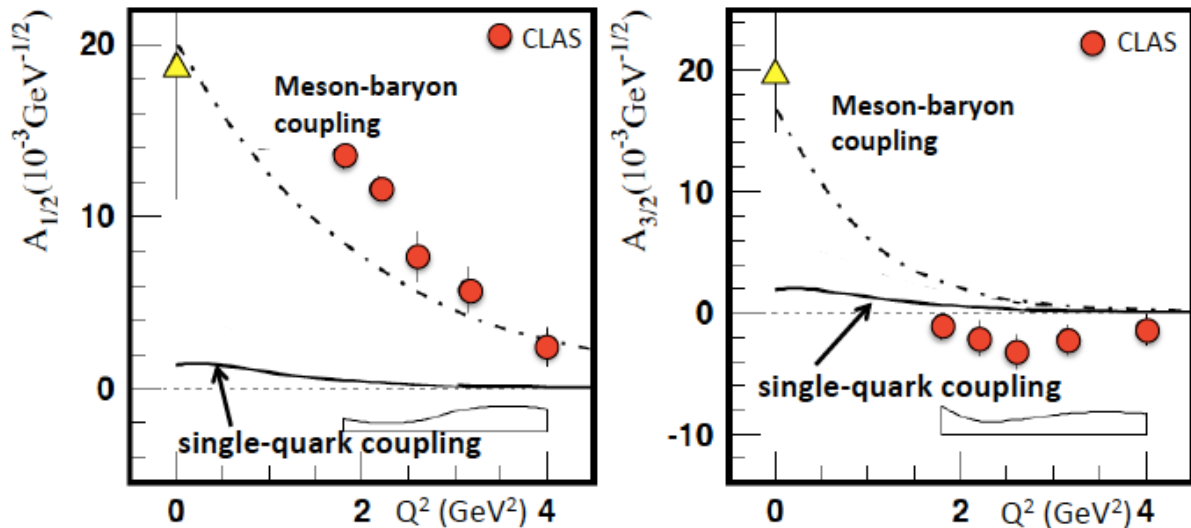 A1/2(10-3GeV-1/2)
20
10
0
CLAS
Meson-baryon
coupling
single-quark coupling
0
2
Q2 (GeV2)
4
A3/2(10-3GeV-1/2)
20
10
0
-10
CLAS
Meson-baryon
coupling
single-quark coupling
0
2
Q2 (GeV2)
4